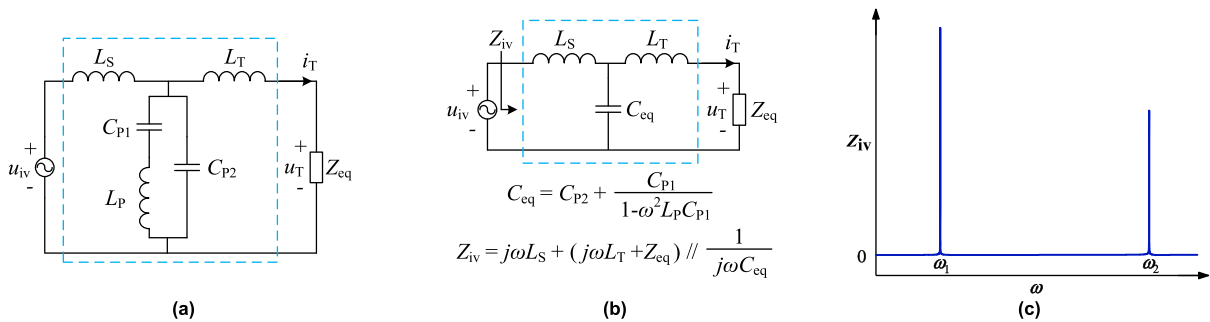 L_S L_T i_T
+ C_P1 + 
u_iv C_P2 u_T Z_eq
- L_P -
(a)
Z_iv L_S L_T i_T
+ +
u_iv C_eq u_T Z_eq
- -
C_eq = C_P2 + C_P1 / (1-ω²L_PC_P1)
Z_iv = jωL_S + (jωL_T + Z_eq) // 1 / (jωC_eq)
(b)
Z_iv
0 ω_1 ω_2
ω
(c)